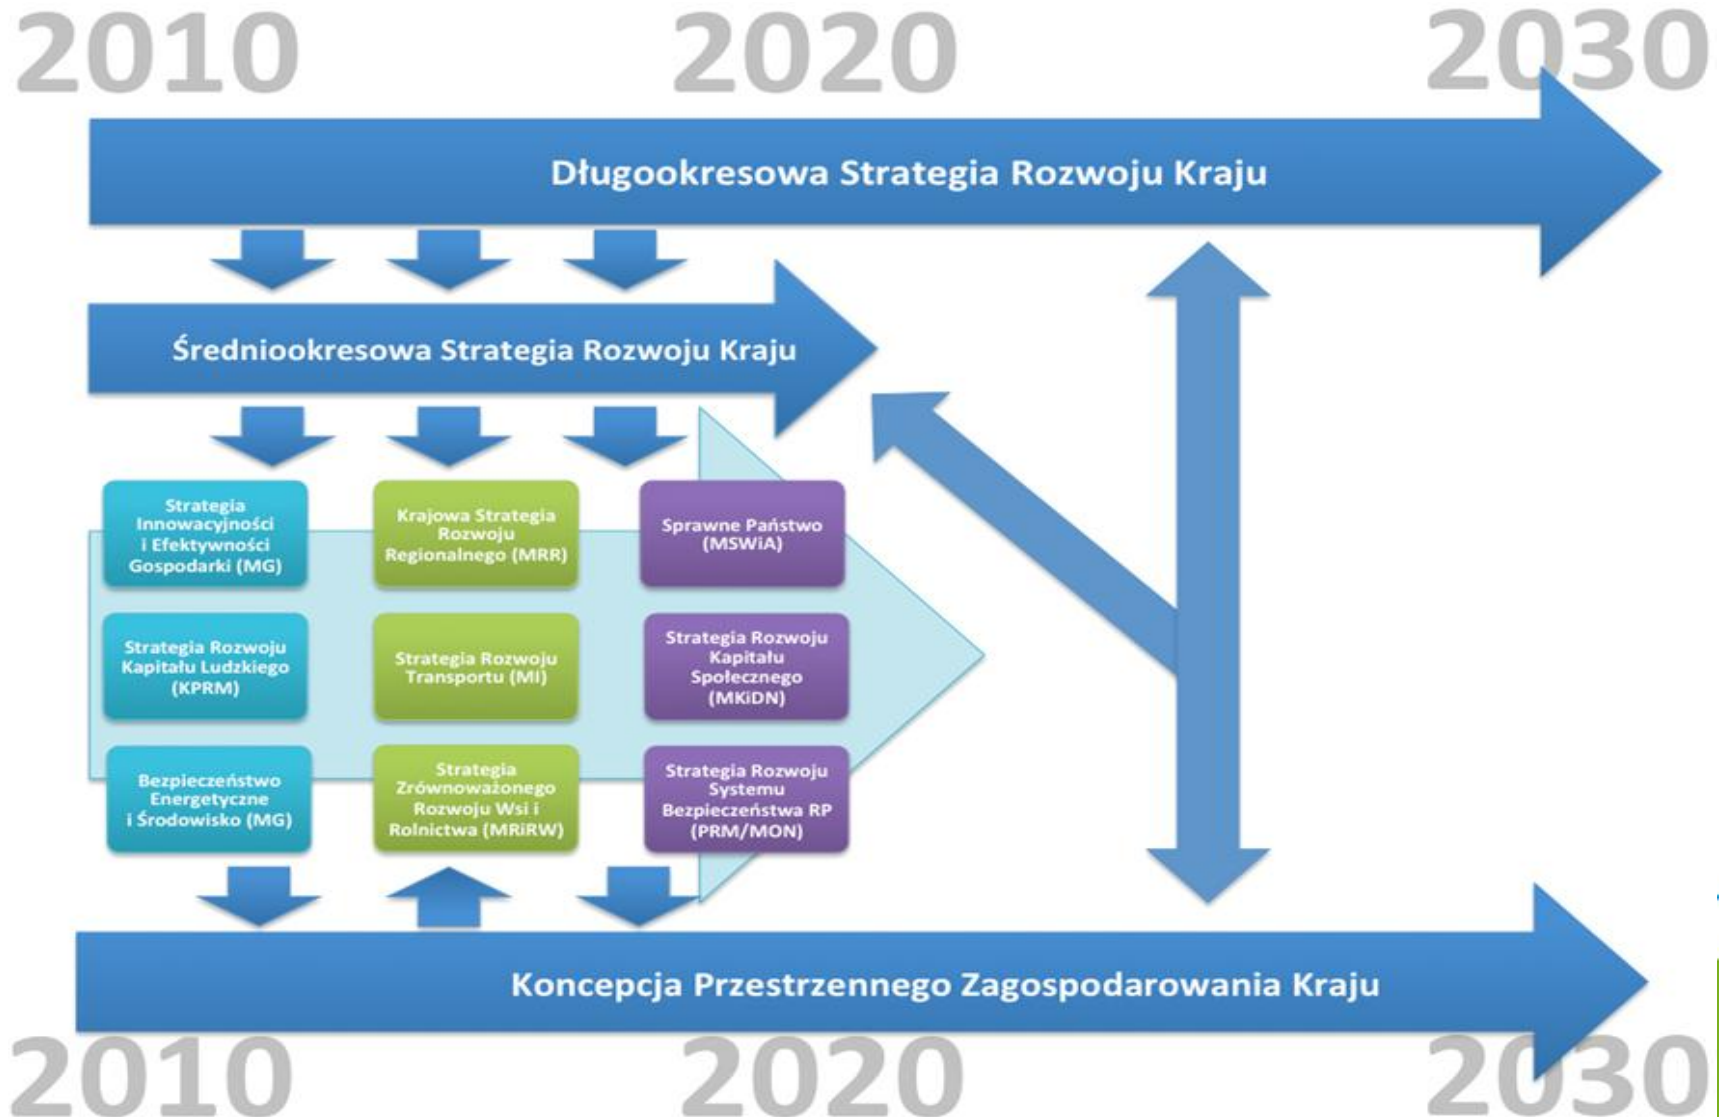 2010 2020 2030
Długookresowa Strategia Rozwoju Kraju
Średniookresowa Strategia Rozwoju Kraju
Strategia
Innowacyjności
i Efektywności
Gospodarki (MG)
Krajowa Strategia
Rozwoju
Regionalnego (MRR)
Sprawne Państwo
(MSWiA)
Strategia Rozwoju
Kapitału Ludzkiego
(KPRM)
Strategia Rozwoju
Transportu (MI)
Strategia Rozwoju
Kapitału
Społecznego
(MKiDN)
Bezpieczeństwo
Energetyczne
i Środowisko (MG)
Strategia
Zrównoważonego
Rozwoju Wsi i
Rolnictwa (MRiRW)
Strategia Rozwoju
Systemu
Bezpieczeństwa RP
(PRM/MON)
Koncepcja Przestrzennego Zagospodarowania Kraju
2010 2020 2030